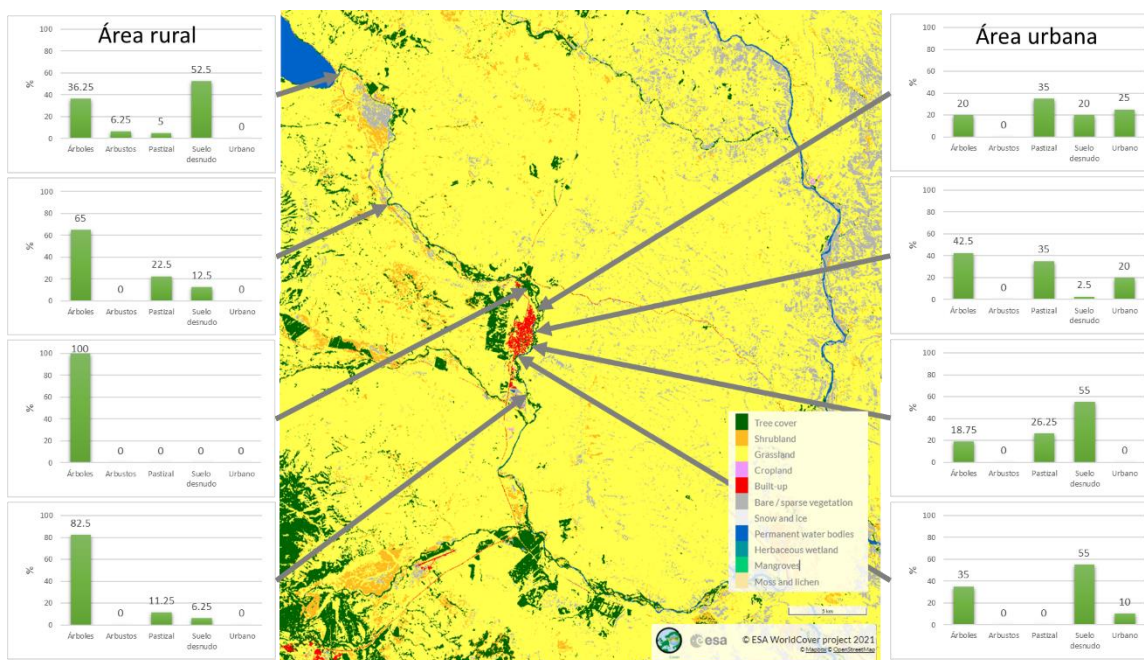 Área rural
100
80
60
40
20
0
%
36.25
6.25
5
52.5
0
Árboles
Arbustos
Pastizal
Suelo
desnudo
Urbano
100
80
60
40
20
0
%
65
0
22.5
12.5
0
Árboles
Arbustos
Pastizal
Suelo
desnudo
Urbano
100
80
60
40
20
0
%
100
0
0
0
0
Árboles
Arbustos
Pastizal
Suelo
desnudo
Urbano
100
80
60
40
20
0
%
82.5
0
11.25
6.25
0
Árboles
Arbustos
Pastizal
Suelo
desnudo
Urbano
Tree cover
Shrubland
Grassland
Cropland
Built-up
Bare / sparse vegetation
Snow and ice
Permanent water bodies
Herbaceous wetland
Mangroves
Moss and lichen
3 km
esa
© ESA WorldCover project 2021
© Mapbox © OpenStreetMap
Área urbana
100
80
60
40
20
0
%
20
0
35
20
25
Árboles
Arbustos
Pastizal
Suelo
desnudo
Urbano
100
80
60
40
20
0
%
42.5
0
35
2.5
20
Árboles
Arbustos
Pastizal
Suelo
desnudo
Urbano
100
80
60
40
20
0
%
18.75
0
26.25
55
0
Árboles
Arbustos
Pastizal
Suelo
desnudo
Urbano
100
80
60
40
20
0
%
35
0
0
55
10
Árboles
Arbustos
Pastizal
Suelo
desnudo
Urbano